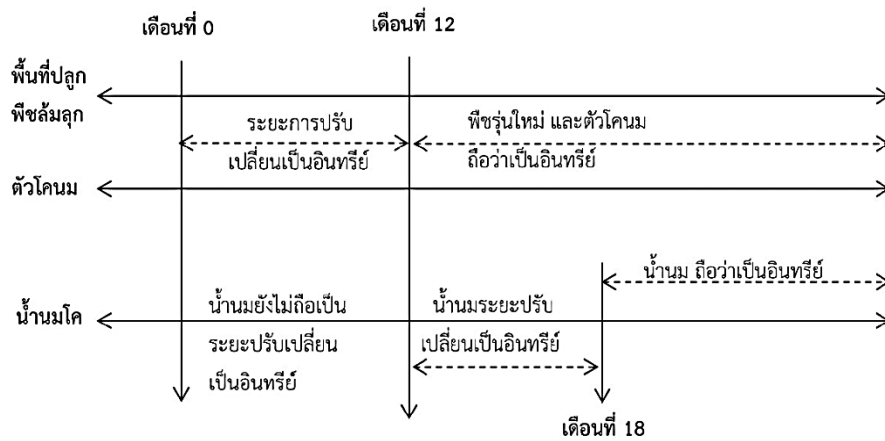 เดือนที่ 0
เดือนที่ 12
พื้นที่ปลูก
พืชล้มลุก
ระยะการปรับ
เปลี่ยนเป็นอินทรีย์
พืชรุ่นใหม่ และตัวโคนม
ถือว่าเป็นอินทรีย์
ตัวโคนม
น้ำนม ถือว่าเป็นอินทรีย์
น้ำนมโค
น้ำนมยังไม่ถือเป็น
ระยะปรับเปลี่ยน
เป็นอินทรีย์
น้ำนมระยะปรับ
เปลี่ยนเป็นอินทรีย์
เดือนที่ 18